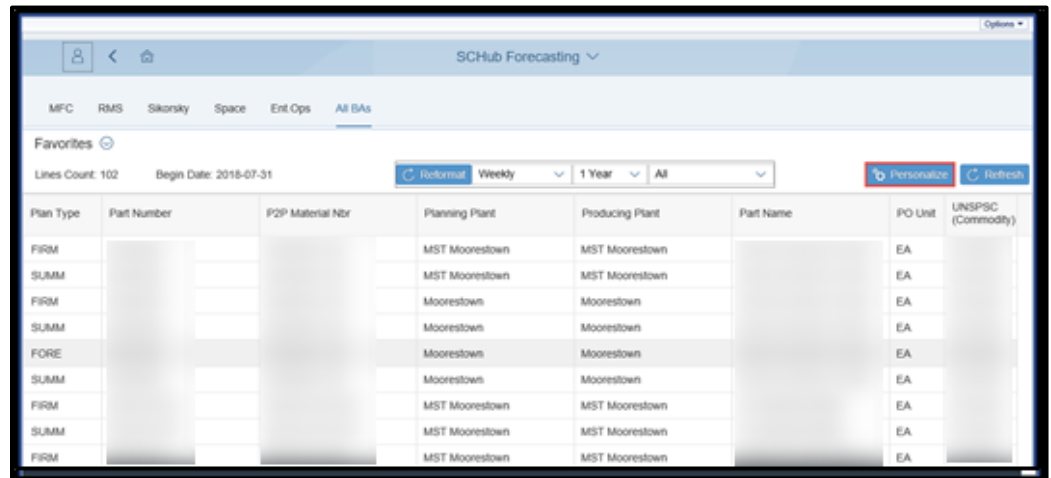 Options
SCHub Forecasting
MFC RMS Sikorsky Space Ent.Ops All BAs
Favorites
Lines Count: 102 Begin Date: 2018-07-31 Reformat Weekly 1 Year All Personalize Refresh
Plan Type Part Number P2P Material Nbr Planning Plant Producing Plant Part Name PO Unit UNSPSC (Commodity)
FIRM MST Moorestown MST Moorestown EA
SUMM MST Moorestown MST Moorestown EA
FIRM Moorestown Moorestown EA
SUMM Moorestown Moorestown EA
FORE Moorestown Moorestown EA
SUMM Moorestown Moorestown EA
FIRM MST Moorestown MST Moorestown EA
SUMM MST Moorestown MST Moorestown EA
FIRM MST Moorestown MST Moorestown EA